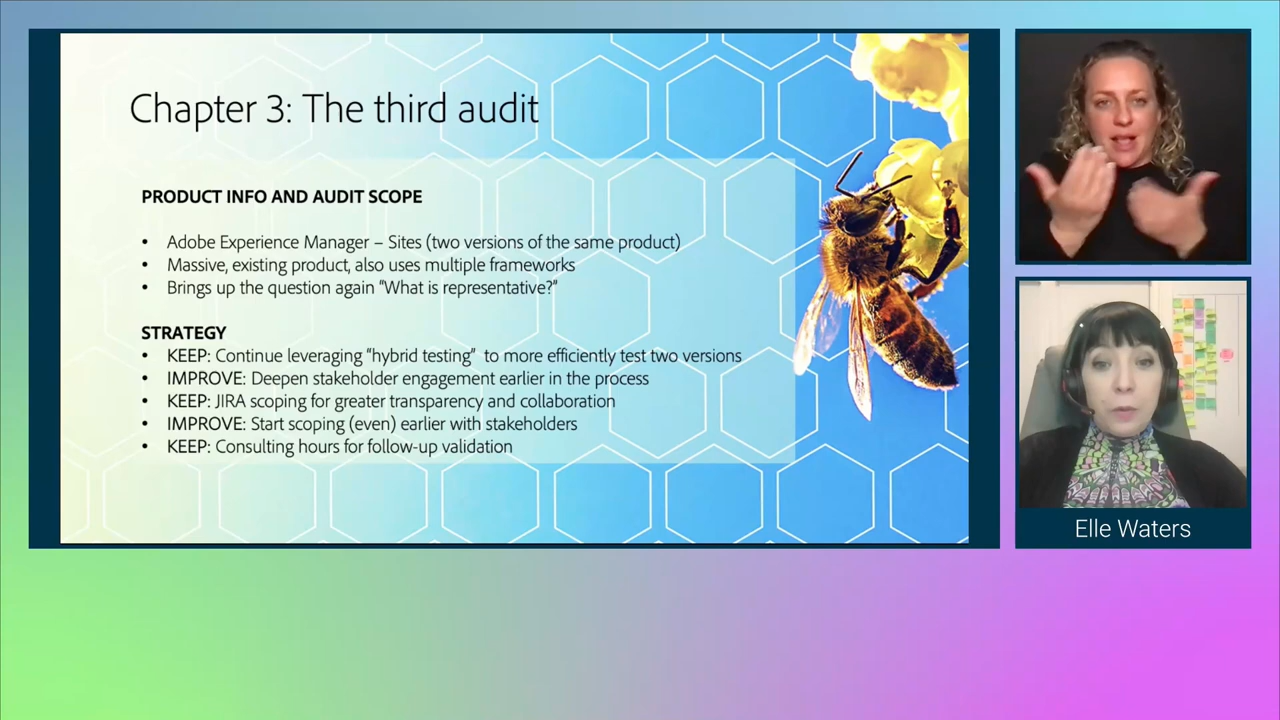 Chapter 3: The third audit
PRODUCT INFO AND AUDIT SCOPE
• Adobe Experience Manager – Sites (two versions of the same product)
• Massive, existing product, also uses multiple frameworks
• Brings up the question again “What is representative?”
STRATEGY
• KEEP: Continue leveraging “hybrid testing” to more efficiently test two versions
• IMPROVE: Deepen stakeholder engagement earlier in the process
• KEEP: JIRA scoping for greater transparency and collaboration
• IMPROVE: Start scoping (even) earlier with stakeholders
• KEEP: Consulting hours for follow-up validation
Elle Waters